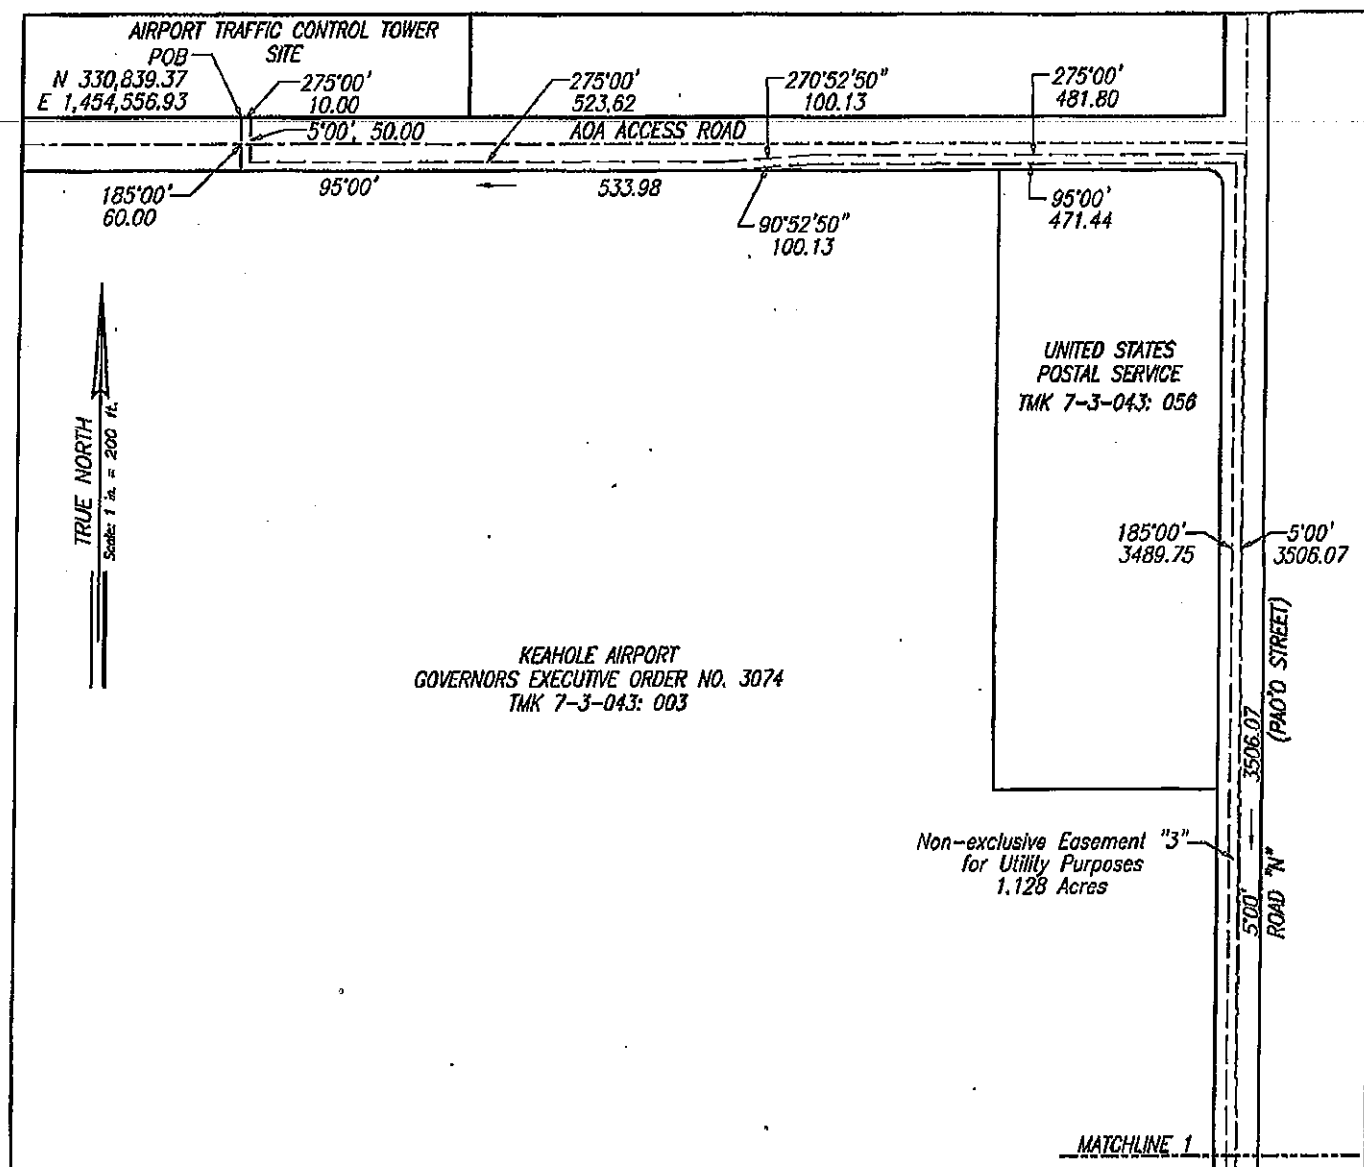 AIRPORT TRAFFIC CONTROL TOWER
SITE
POB
N 330,839.37
E 1,454,556.93
275°00'
10.00
275°00'
523.62
270°52'50"
100.13
275°00'
481.80
5°00', 50.00
AOA ACCESS ROAD
185°00'
60.00
95°00'
533.98
90°52'50"
100.13
95°00'
471.44
TRUE NORTH
Scale: 1 in. = 200 ft.
UNITED STATES
POSTAL SERVICE
TMK 7-3-043: 056
185°00'
3489.75
5°00'
3506.07
KEAHOLE AIRPORT
GOVERNORS EXECUTIVE ORDER NO. 3074
TMK 7-3-043: 003
(PAO'O STREET)
3506.07
5°00'
ROAD "N"
Non-exclusive Easement "3"
for Utility Purposes
1.128 Acres
MATCHLINE 1